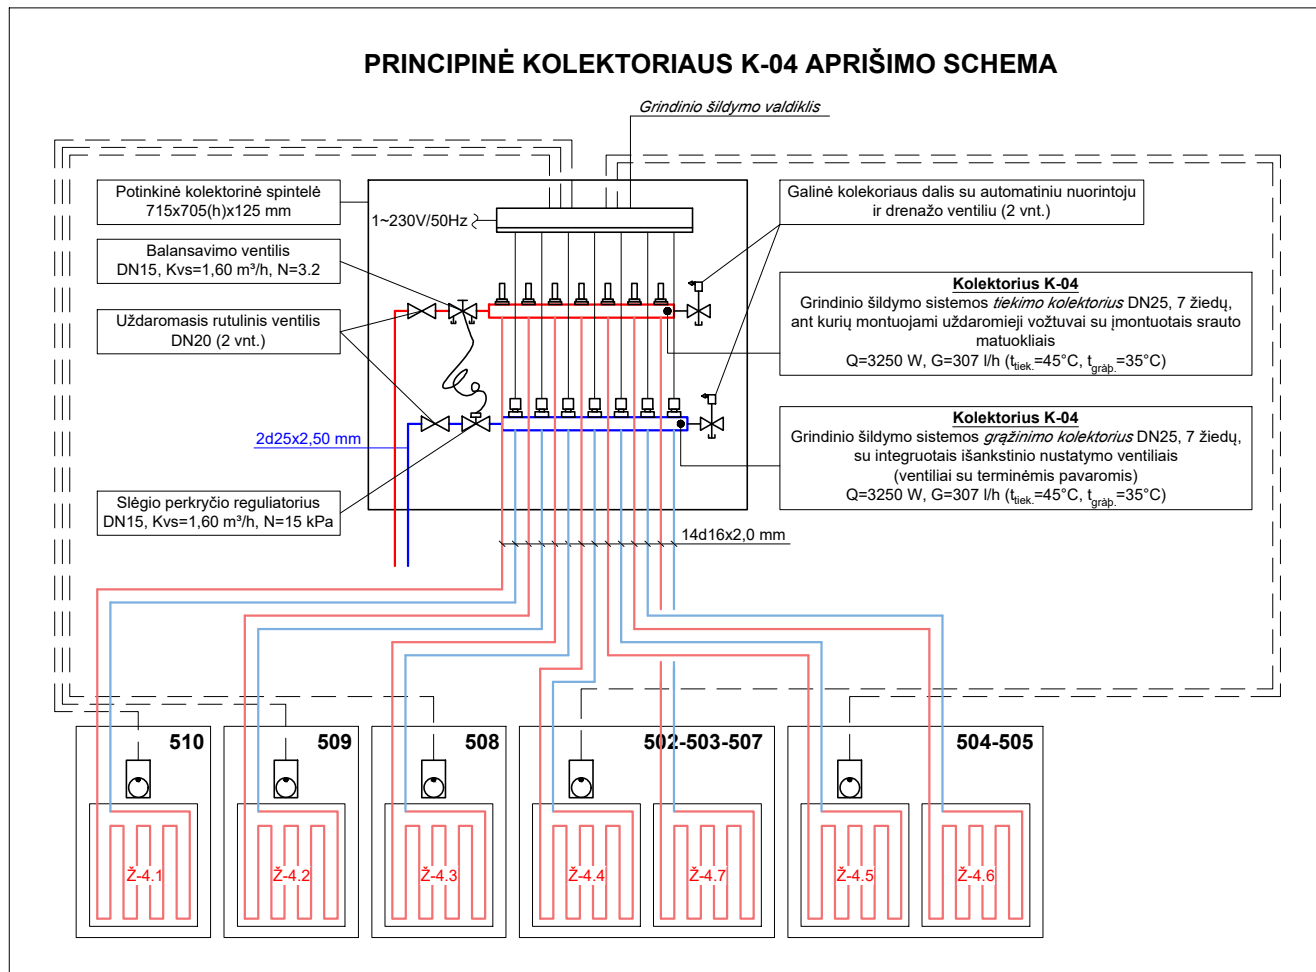 PRINCIPINĖ KOLEKTORIAUS K-04 APRIŠIMO SCHEMA
Grindinio šildymo valdiklis
Potinkinė kolektorinė spintelė
715x705(h)x125 mm
1~230V/50Hz
Galinė kolekoriaus dalis su automatiniu nuorintoju
ir drenažo ventiliu (2 vnt.)
Balansavimo ventilis
DN15, Kvs=1,60 m³/h, N=3.2
Uždaromasis rutulinis ventilis
DN20 (2 vnt.)
Kolektorius K-04
Grindinio šildymo sistemos tiekimo kolektorius DN25, 7 žiedų,
ant kurių montuojami uždaromieji vožtuvai su įmontuotais srauto
matuokliais
Q=3250 W, G=307 l/h (ttiek.=45°C, tgrąb.=35°C)
2d25x2,50 mm
Kolektorius K-04
Grindinio šildymo sistemos grąžinimo kolektorius DN25, 7 žiedų,
su integruotais išankstinio nustatymo ventiliais
(ventiliai su terminėmis pavaromis)
Q=3250 W, G=307 l/h (ttiek.=45°C, tgrąb.=35°C)
Slėgio perkryčio reguliatorius
DN15, Kvs=1,60 m³/h, N=15 kPa
14d16x2,0 mm
510
509
508
502-503-507
504-505
Ž-4.1
Ž-4.2
Ž-4.3
Ž-4.4
Ž-4.7
Ž-4.5
Ž-4.6